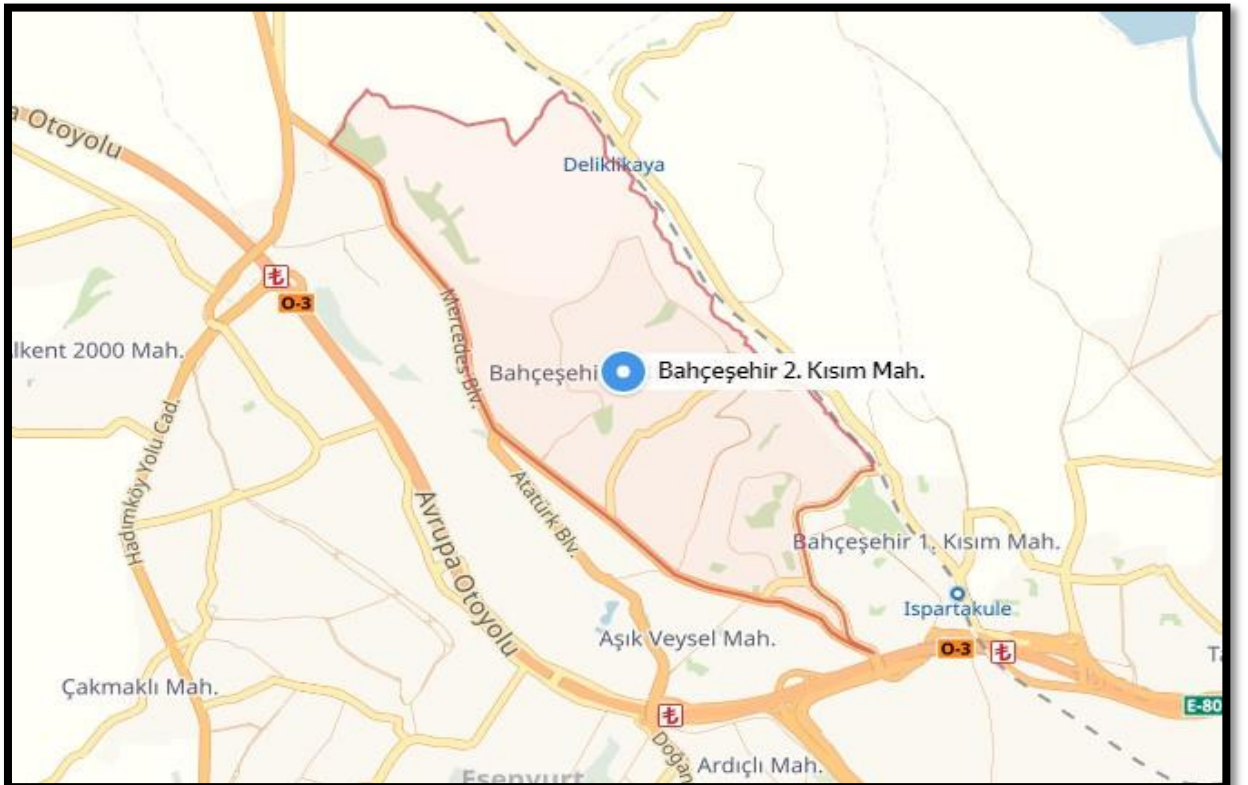 a Otoyolu
Deliklikaya
O-3
Mercedes Blv.
lkent 2000 Mah.
Bahçeşehi
Bahçeşehir 2. Kısım Mah.
Hadımköy Yolu Cad.
Avrupa Otoyolu
Atatürk Blv.
Bahçeşehir 1. Kısım Mah.
Ispartakule
Aşık Veysel Mah.
O-3
Çakmaklı Mah.
E-80
Doğan
Ardıçlı Mah.
Esenyurt